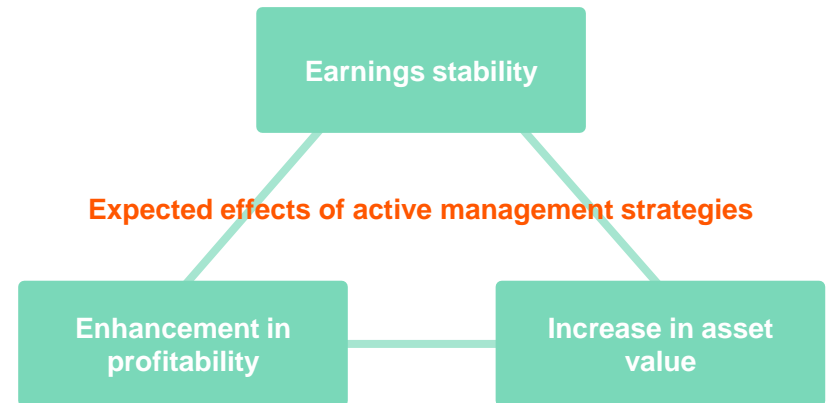 Earnings stability
Expected effects of active management strategies
Enhancement in
profitability
Increase in asset
value